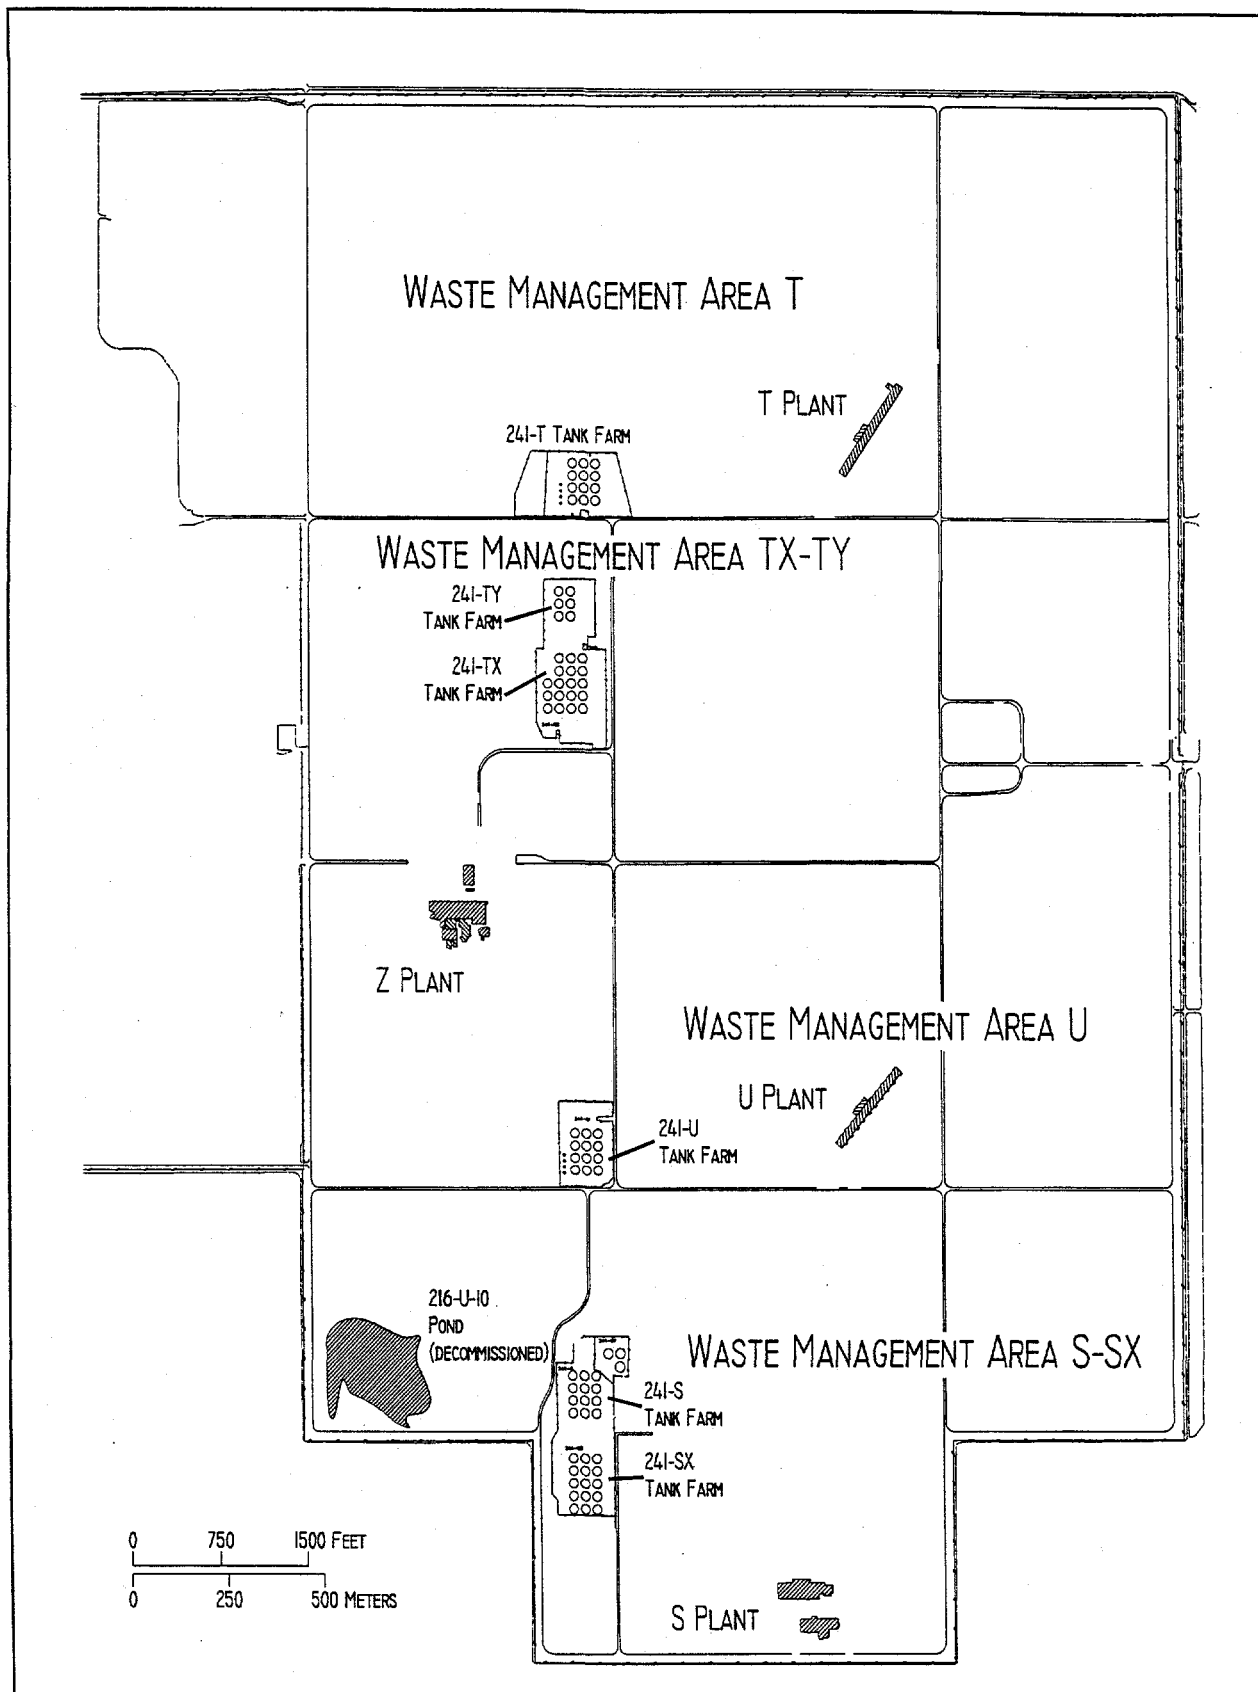 WASTE MANAGEMENT AREA T
T PLANT
241-T TANK FARM
WASTE MANAGEMENT AREA TX-TY
241-TY
TANK FARM
241-TX
TANK FARM
Z PLANT
WASTE MANAGEMENT AREA U
U PLANT
241-U
TANK FARM
216-U-10
POND
(DECOMMISSIONED)
WASTE MANAGEMENT AREA S-SX
241-S
TANK FARM
241-SX
TANK FARM
0 750 1500 FEET
0 250 500 METERS
S PLANT